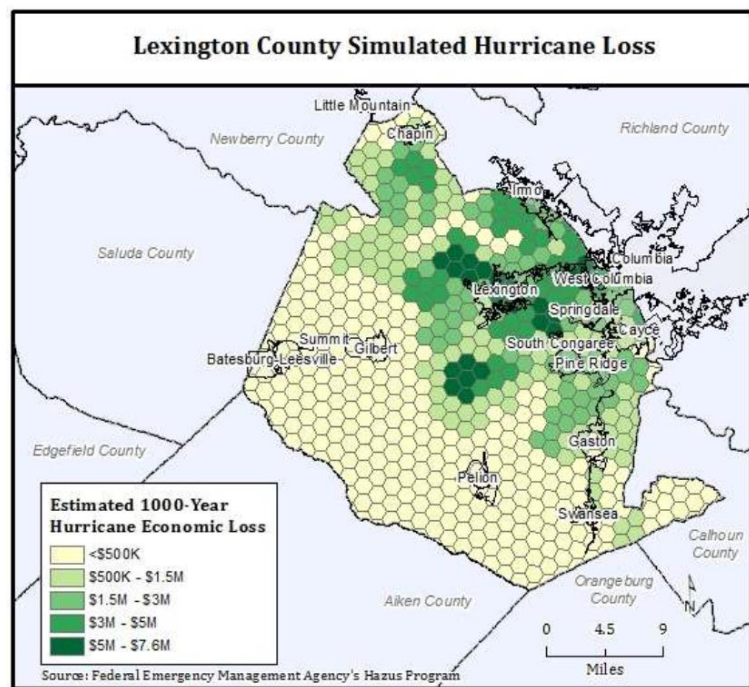 Lexington County Simulated Hurricane Loss
Little Mountain
Newberry County
Chapin
Richland County
Irmo
Saluda County
Columbia
West Columbia
Lexington
Springdale
Cayce
Summit
Gilbert
South Congaree
Batesburg-Leesville
Pine Ridge
Edgefield County
Gaston
Pelion
Swansea
Calhoun
County
Orangeburg
County
Aiken County
N
Estimated 1000-Year
Hurricane Economic Loss
<$500K
$500K - $1.5M
$1.5M - $3M
$3M - $5M
$5M - $7.6M
0 4.5 9
Miles
Source: Federal Emergency Management Agency's Hazus Program